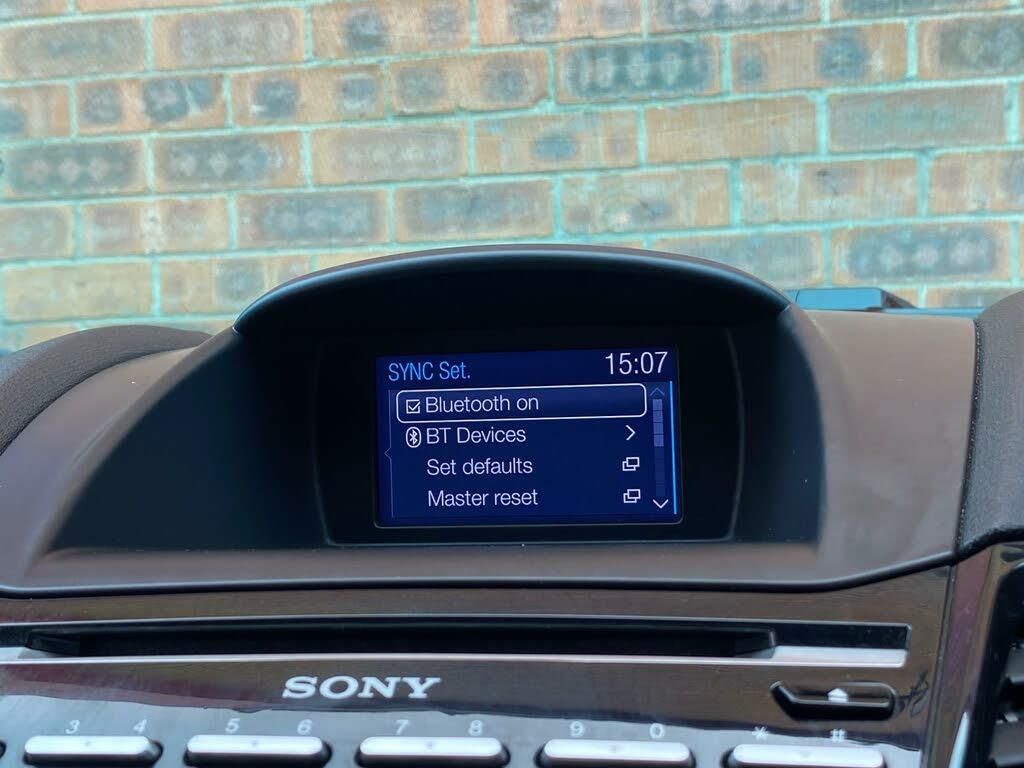 SYNC Set. 15:07
Bluetooth on
BT Devices
Set defaults
Master reset
SONY
3 4 5 6 7 8 9 0 * #